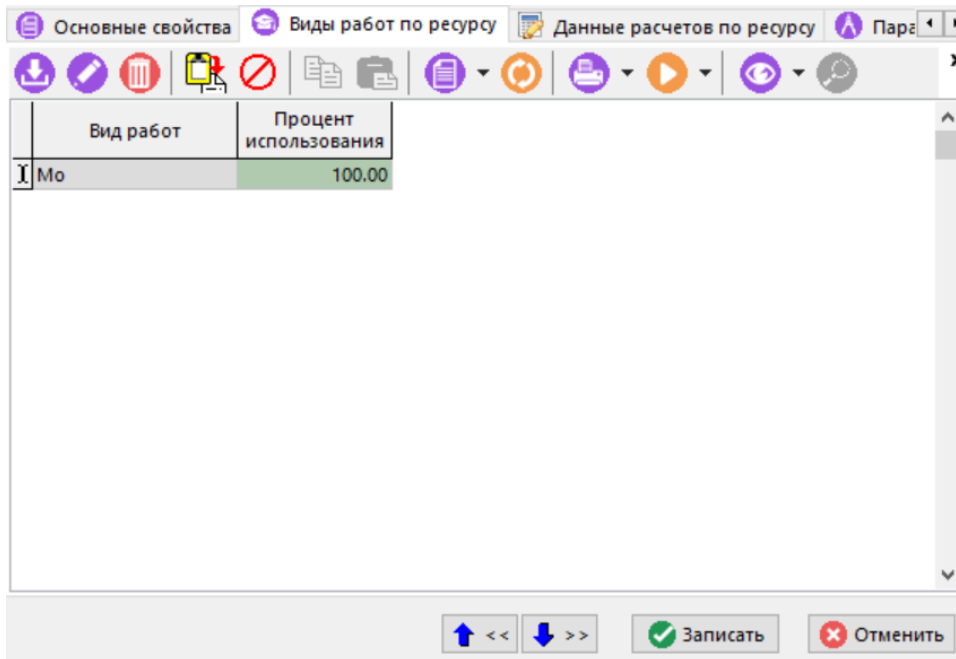 Основные свойства
Виды работ по ресурсу
Данные расчетов по ресурсу
Пара
Вид работ
Процент
использования
Мо
100.00
<<
>>
Записать
Отменить